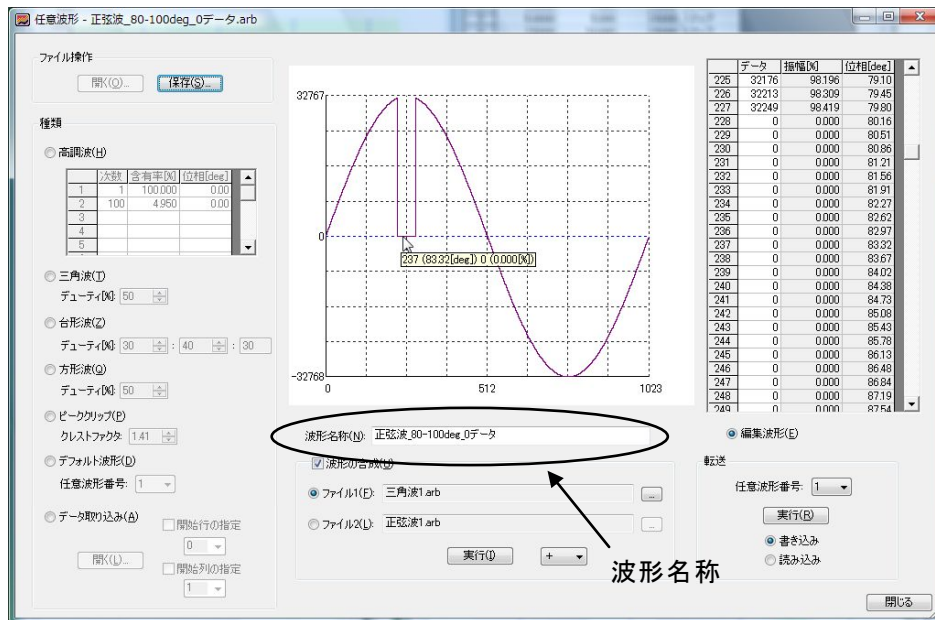 任意波形 - 正弦波_80-100deg_0データ.arb
ファイル操作
開く(O)...
保存(S)...
種類
高調波(H)
次数 含有率[%] 位相[deg]
1 1 100.000 0.00
2 100 4.950 0.00
3
4
5
三角波(T)
デューティ[%]: 50
台形波(Z)
デューティ[%]: 30 : 40 : 30
方形波(Q)
デューティ[%]: 50
ピーククリップ(P)
クレストファクタ: 1.41
デフォルト波形(D)
任意波形番号: 1
データ取り込み(A)
開始行の指定
0
開く(L)...
開始列の指定
1
32767
0
-32768
0 512 1023
237 (83.32[deg]) 0 (0.000[%])
波形名称(N): 正弦波_80-100deg_0データ
波形の合成(U)
ファイル1(F): 三角波1.arb ...
ファイル2(L): 正弦波1.arb ...
実行(I) +
波形名称
データ 振幅[%] 位相[deg]
225 32176 98.196 79.10
226 32213 98.309 79.45
227 32249 98.419 79.80
228 0 0.000 80.16
229 0 0.000 80.51
230 0 0.000 80.86
231 0 0.000 81.21
232 0 0.000 81.56
233 0 0.000 81.91
234 0 0.000 82.27
235 0 0.000 82.62
236 0 0.000 82.97
237 0 0.000 83.32
238 0 0.000 83.67
239 0 0.000 84.02
240 0 0.000 84.38
241 0 0.000 84.73
242 0 0.000 85.08
243 0 0.000 85.43
244 0 0.000 85.78
245 0 0.000 86.13
246 0 0.000 86.48
247 0 0.000 86.84
248 0 0.000 87.19
249 0 0.000 87.54
編集波形(E)
転送
任意波形番号: 1
実行(R)
書き込み
読み込み
閉じる